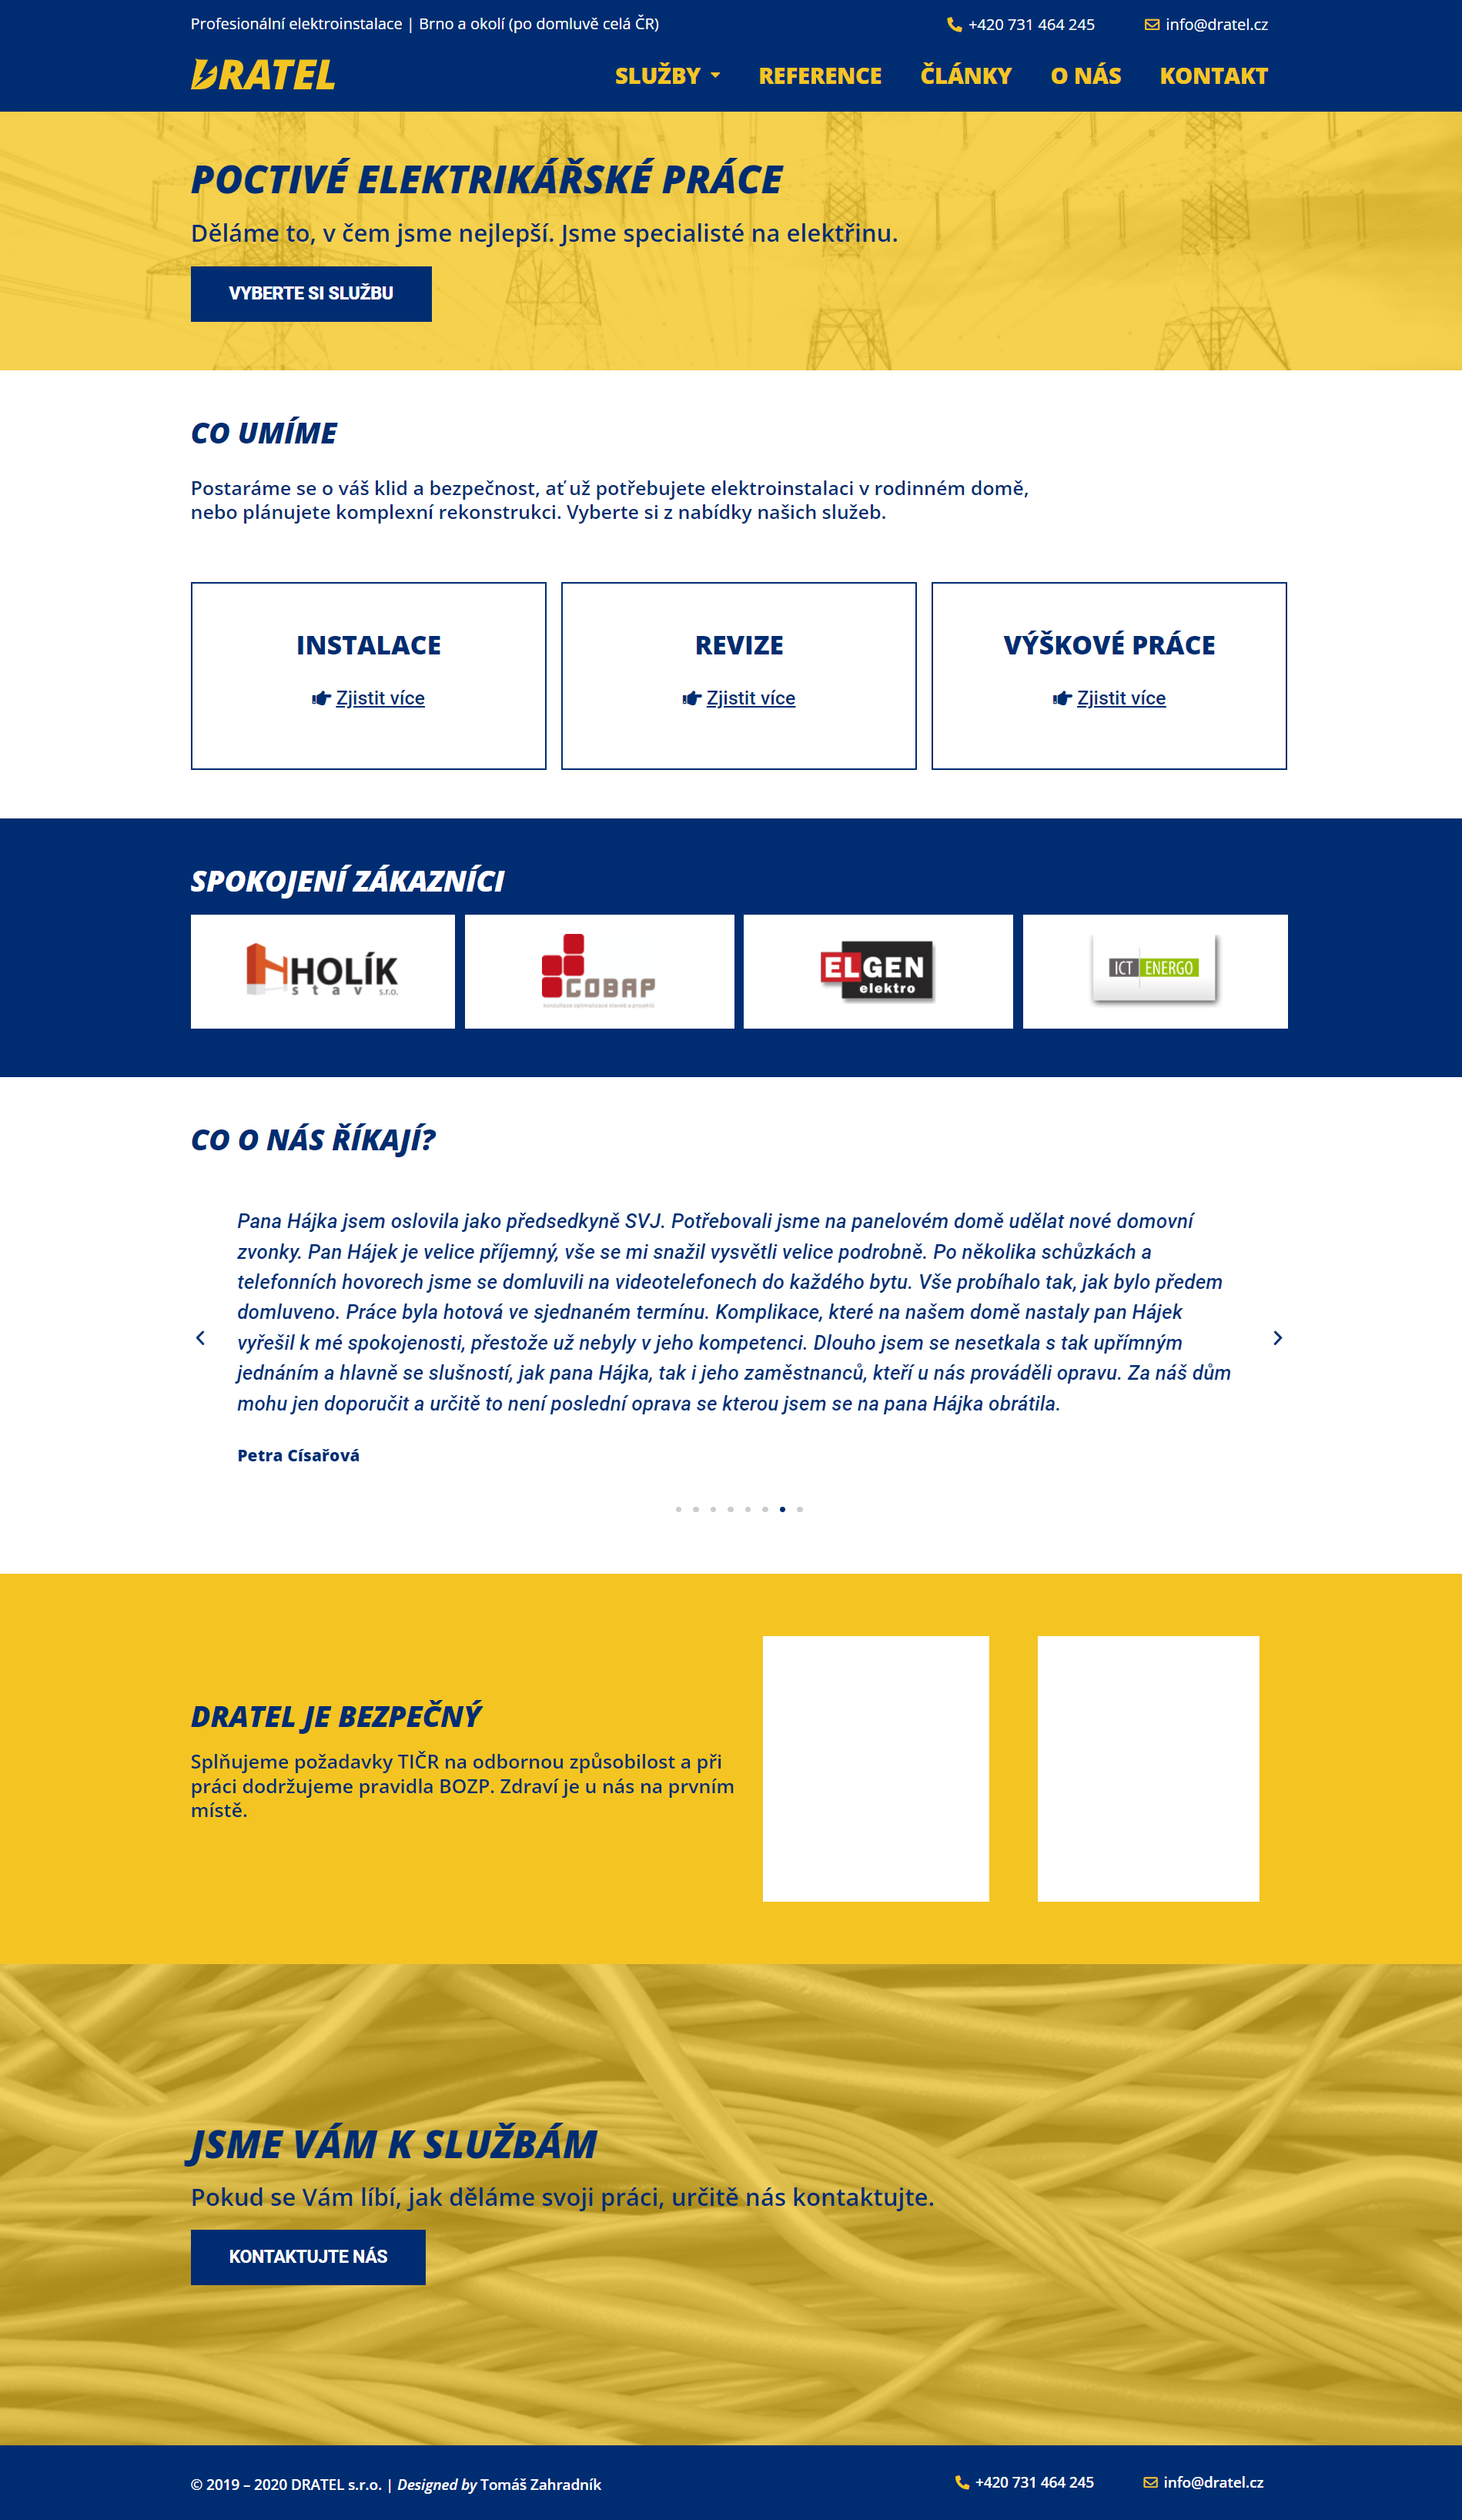 Profesionální elektroinstalace | Brno a okolí (po domluvě celá ČR)
+420 731 464 245
info@dratel.cz
DRATEL
SLUŽBY
REFERENCE
ČLÁNKY
O NÁS
KONTAKT
POCTIVÉ ELEKTRIKÁŘSKÉ PRÁCE
Děláme to, v čem jsme nejlepší. Jsme specialisté na elektřinu.
VYBERTE SI SLUŽBU
CO UMÍME
Postaráme se o váš klid a bezpečnost, ať už potřebujete elektroinstalaci v rodinném domě,
nebo plánujete komplexní rekonstrukci. Vyberte si z nabídky našich služeb.
INSTALACE
Zjistit více
REVIZE
Zjistit více
VÝŠKOVÉ PRÁCE
Zjistit více
SPOKOJENÍ ZÁKAZNÍCI
HOLÍK
stav s.r.o.
COBAP
ELGEN
elektro
ICT ENERGO
CO O NÁS ŘÍKAJÍ?
Pana Hájka jsem oslovila jako předsedkyně SVJ. Potřebovali jsme na panelovém domě udělat nové domovní
zvonky. Pan Hájek je velice příjemný, vše se mi snažil vysvětli velice podrobně. Po několika schůzkách a
telefonních hovorech jsme se domluvili na videotelefonech do každého bytu. Vše probíhalo tak, jak bylo předem
domluveno. Práce byla hotová ve sjednaném termínu. Komplikace, které na našem domě nastaly pan Hájek
vyřešil k mé spokojenosti, přestože už nebyly v jeho kompetenci. Dlouho jsem se nesetkala s tak upřímným
jednáním a hlavně se slušností, jak pana Hájka, tak i jeho zaměstnanců, kteří u nás prováděli opravu. Za náš dům
mohu jen doporučit a určitě to není poslední oprava se kterou jsem se na pana Hájka obrátila.
Petra Císařová
DRATEL JE BEZPEČNÝ
Splňujeme požadavky TIČR na odbornou způsobilost a při
práci dodržujeme pravidla BOZP. Zdraví je u nás na prvním
místě.
JSME VÁM K SLUŽBÁM
Pokud se Vám líbí, jak děláme svoji práci, určitě nás kontaktujte.
KONTAKTUJTE NÁS
© 2019 – 2020 DRATEL s.r.o. | Designed by Tomáš Zahradník
+420 731 464 245
info@dratel.cz